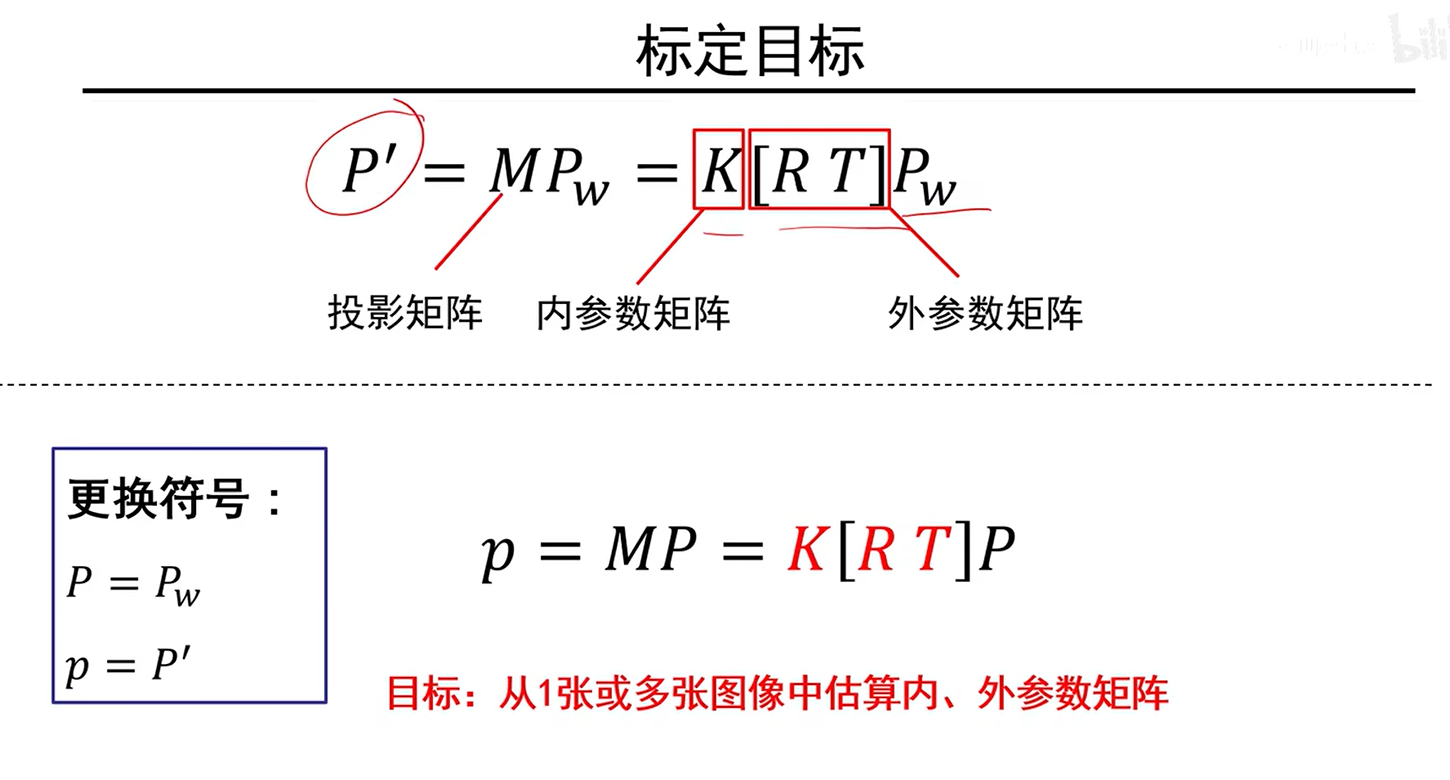 标定目标
P' = MP_w = K[R T]P_w
投影矩阵 内参数矩阵 外参数矩阵
更换符号：
P = P_w
p = P'
p = MP = K[R T]P
目标：从1张或多张图像中估算内、外参数矩阵